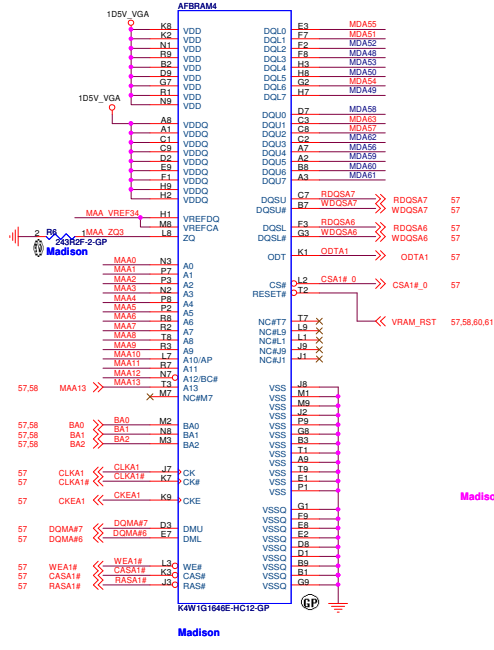 AFBRAM4
1D5V_VGA
K8 VDD DQL0 E3 MDA55
K2 VDD DQL1 F7 MDA51
N1 VDD DQL2 F2 MDA52
R9 VDD DQL3 F8 MDA48
B2 VDD DQL4 H3 MDA53
D9 VDD DQL5 H8 MDA50
G7 VDD DQL6 G2 MDA54
R1 VDD DQL7 H7 MDA49
N9 VDD
1D5V_VGA
DQU0 D7 MDA58
A8 VDDQ DQU1 C3 MDA63
A1 VDDQ DQU2 C8 MDA57
C1 VDDQ DQU3 C2 MDA62
C9 VDDQ DQU4 A7 MDA56
D2 VDDQ DQU5 A2 MDA59
E9 VDDQ DQU6 B8 MDA60
F1 VDDQ DQU7 A3 MDA61
H9 VDDQ
H2 VDDQ
DQSU C7 RDQSA7 RDQSA7 57
DQSU# B7 WDQSA7 WDQSA7 57
MAA_VREF34 H1 VREFDQ
M8 VREFCA DQSL F3 RDQSA6 RDQSA6 57
2 R6 MAA_ZQ3 L8 ZQ DQSL# G3 WDQSA6 WDQSA6 57
243R2F-2-GP
Madison
ODT K1 ODTA1 ODTA1 57
MAA0 N3 A0
MAA1 P7 A1
MAA2 P3 A2 CS# L2 CSA1#_0 CSA1#_0 57
MAA3 N2 A3 RESET# T2
MAA4 P8 A4
MAA5 P2 A5
MAA6 R8 A6 NC#T7 T7 VRAM_RST 57,58,60,61
MAA7 R2 A7 NC#L9 L9
MAA8 T8 A8 NC#L1 L1
MAA9 R3 A9 NC#J9 J9
MAA10 L7 A10/AP NC#J1 J1
MAA11 R7 A11
MAA12 N7 A12/BC#
57,58 MAA13 MAA13 T3 A13 VSS J8
M7 NC#M7 VSS M1
VSS M9
VSS J2
57,58 BA0 BA0 M2 BA0 VSS P9
57,58 BA1 BA1 N8 BA1 VSS G8
57,58 BA2 BA2 M3 BA2 VSS B3
VSS T1
VSS A9
57 CLKA1 CLKA1 J7 CK VSS T9
57 CLKA1# CLKA1# K7 CK# VSS E1
VSS P1
57 CKEA1 CKEA1 K9 CKE
VSSQ G1
VSSQ F9
57 DQMA#7 DQMA#7 D3 DMU VSSQ E8
57 DQMA#6 DQMA#6 E7 DML VSSQ E2
VSSQ D8
VSSQ D1
57 WEA1# WEA1# L3 WE# VSSQ B9
57 CASA1# CASA1# K3 CAS# VSSQ B1
57 RASA1# RASA1# J3 RAS# VSSQ G9
K4W1G1646E-HC12-GP
GP
Madison